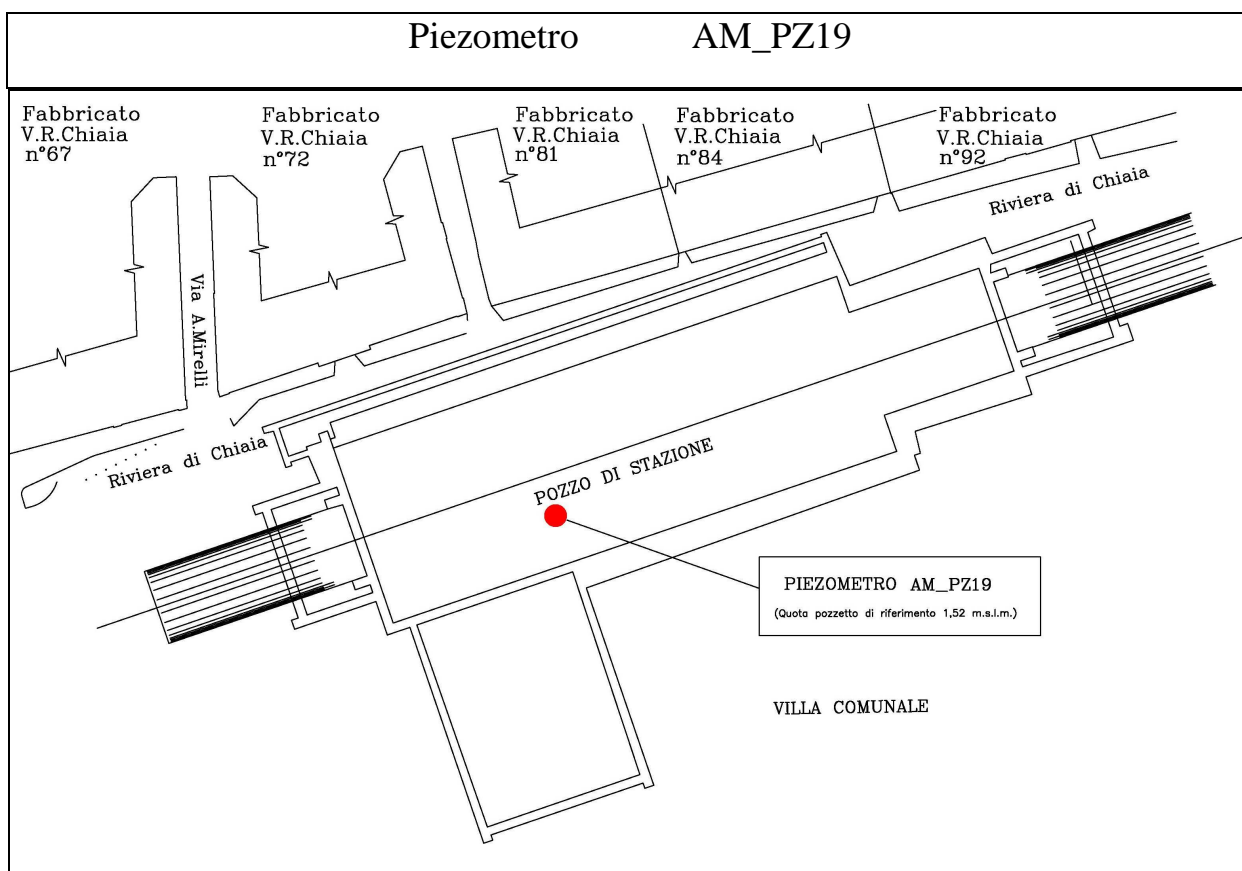 Piezometro AM_PZ19
Fabbricato
V.R.Chiaia
n°67
Fabbricato
V.R.Chiaia
n°72
Fabbricato
V.R.Chiaia
n°81
Fabbricato
V.R.Chiaia
n°84
Fabbricato
V.R.Chiaia
n°92
Riviera di Chiaia
Via A.Mirelli
Riviera di Chiaia
POZZO DI STAZIONE
PIEZOMETRO AM_PZ19
(Quota pozzetto di riferimento 1,52 m.s.l.m.)
VILLA COMUNALE